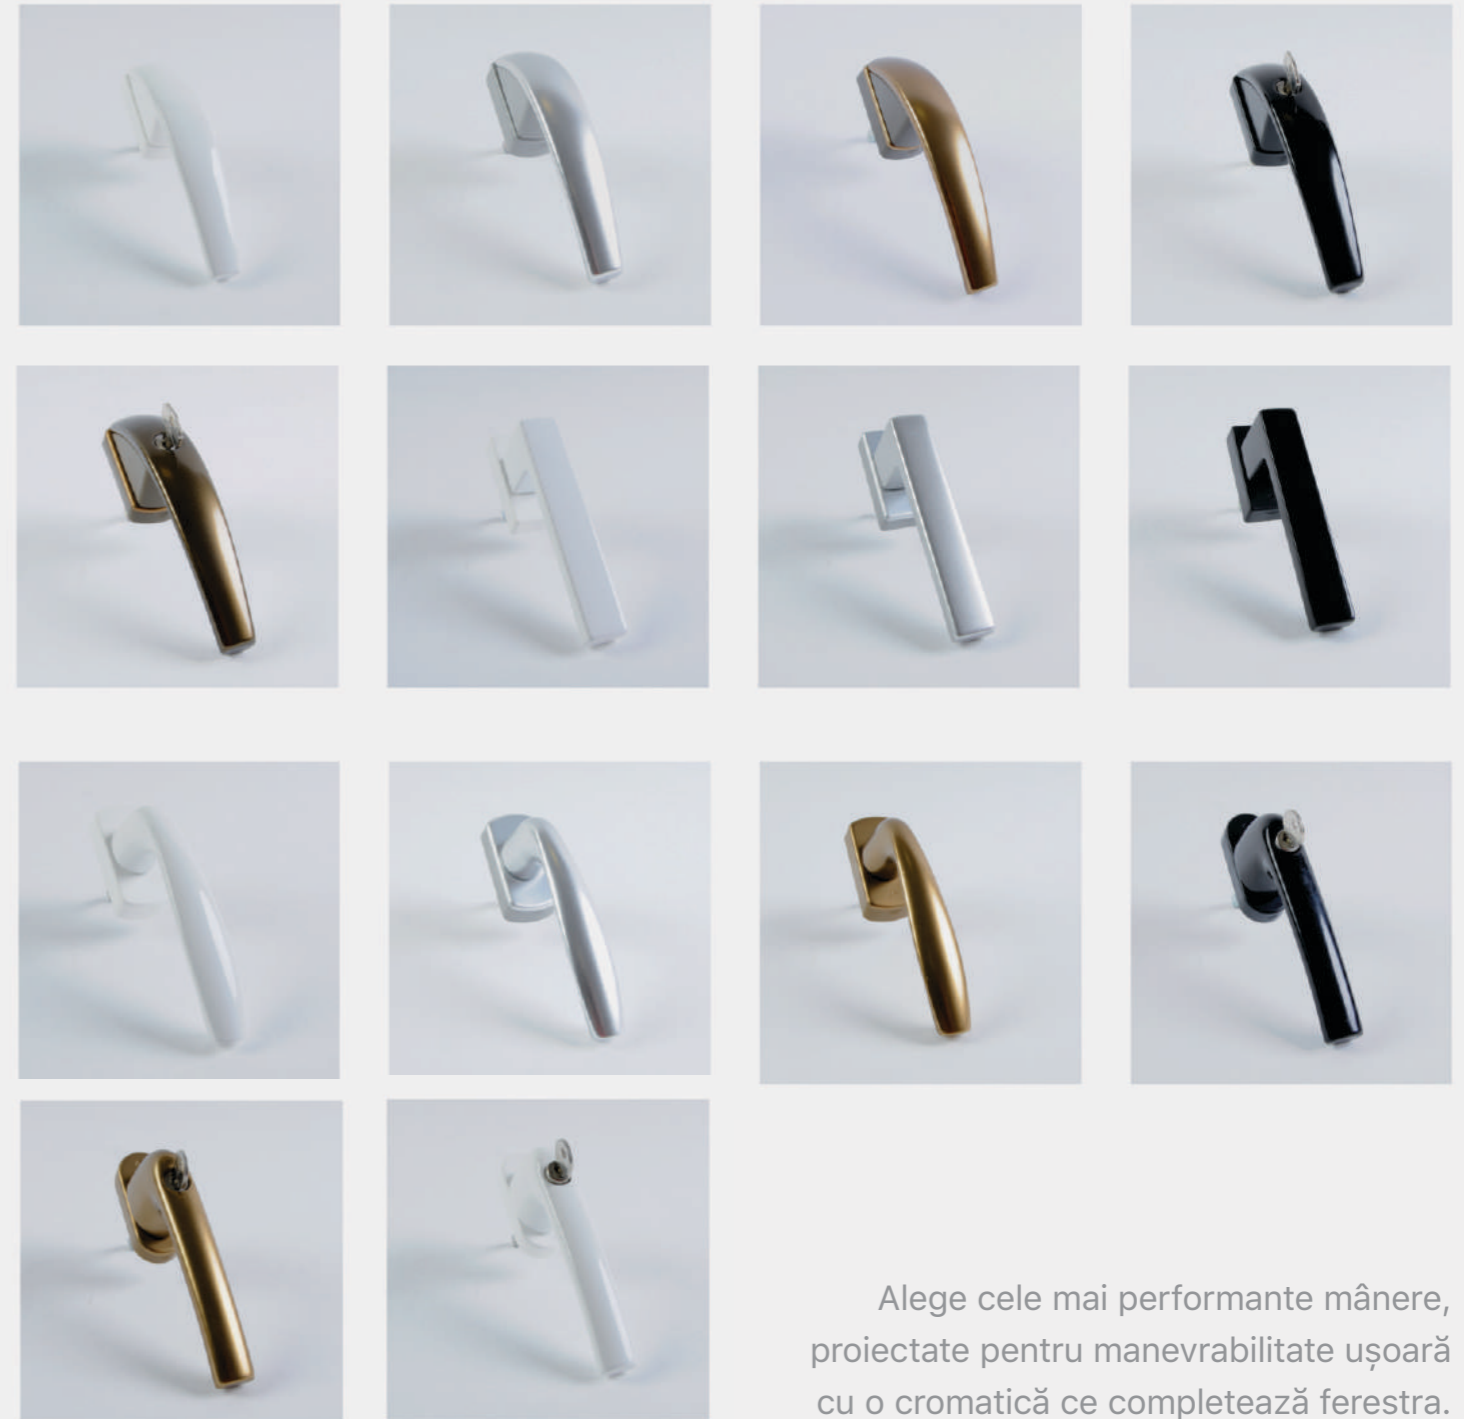 Alege cele mai performante mânere,
proiectate pentru manevrabilitate ușoară
cu o cromatică ce completează ferestra.